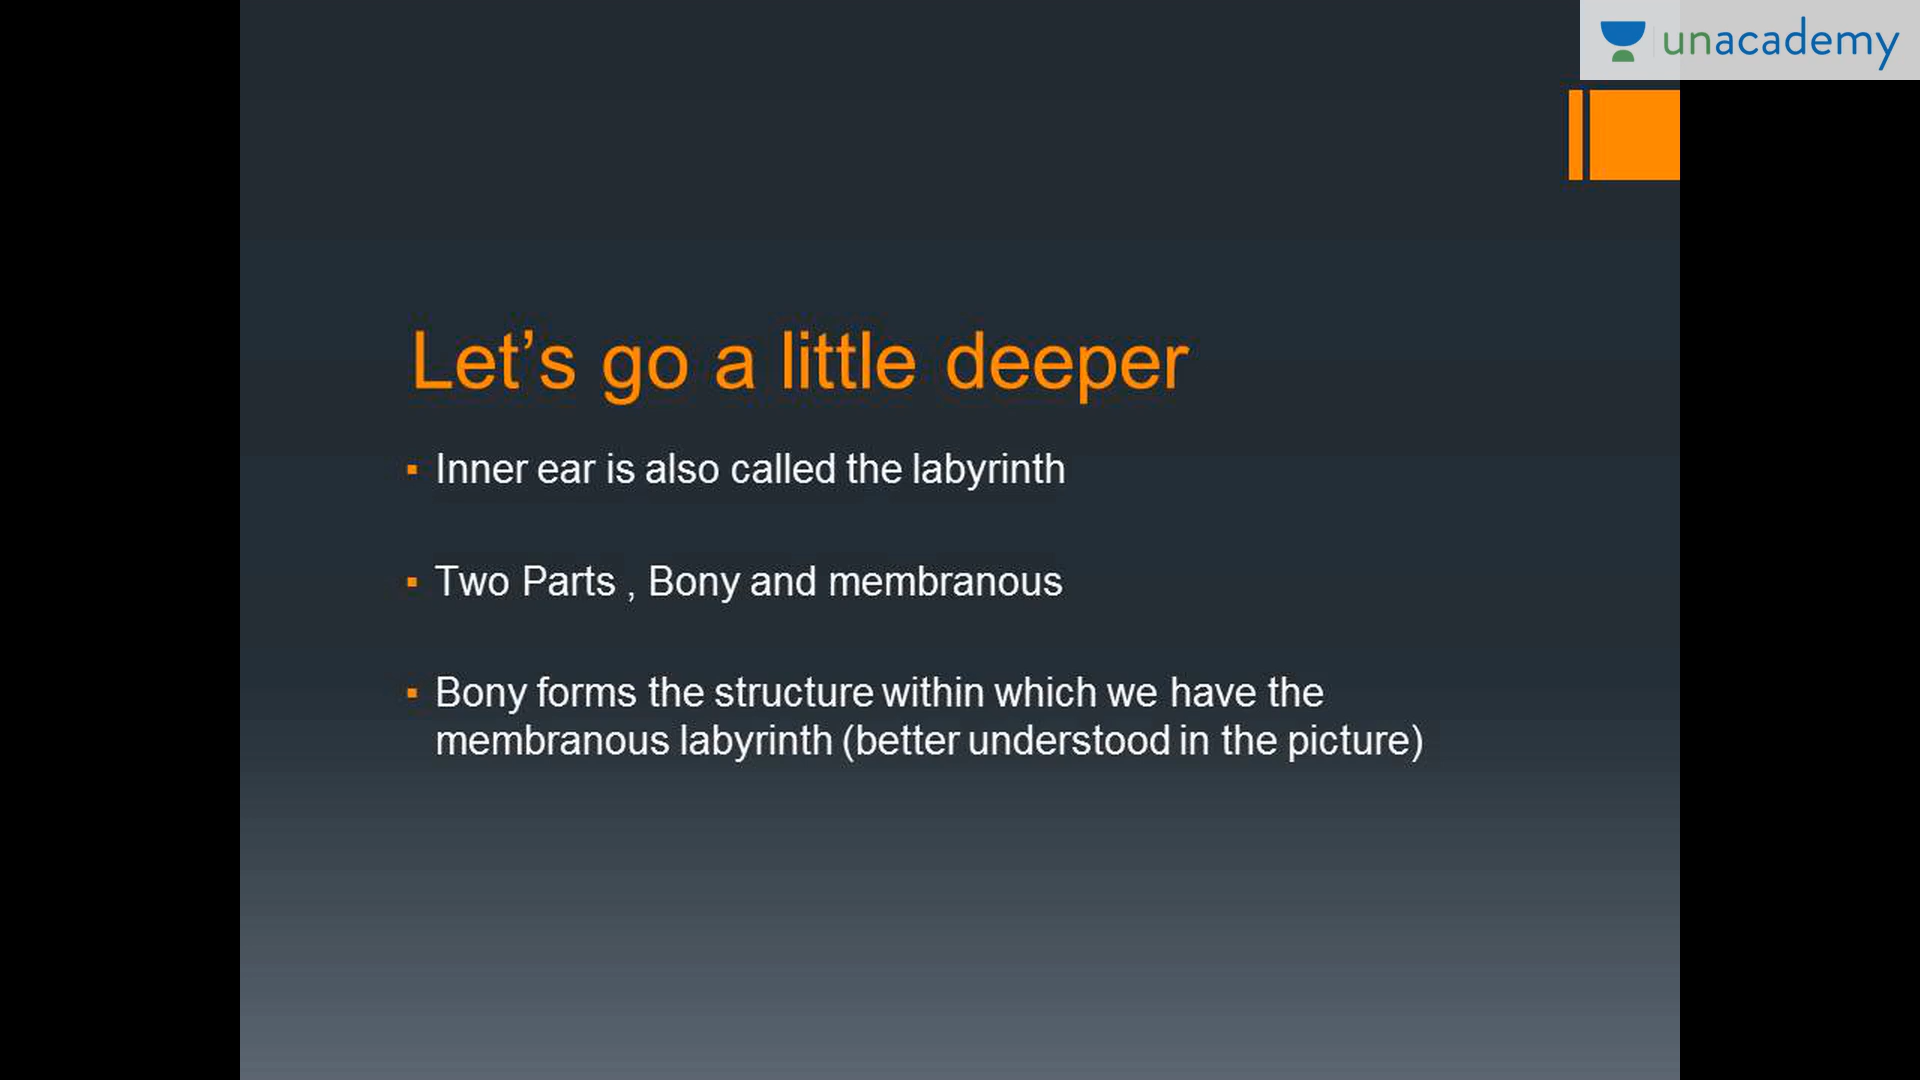 unacademy
Let’s go a little deeper
▪ Inner ear is also called the labyrinth
▪ Two Parts , Bony and membranous
▪ Bony forms the structure within which we have the
membranous labyrinth (better understood in the picture)